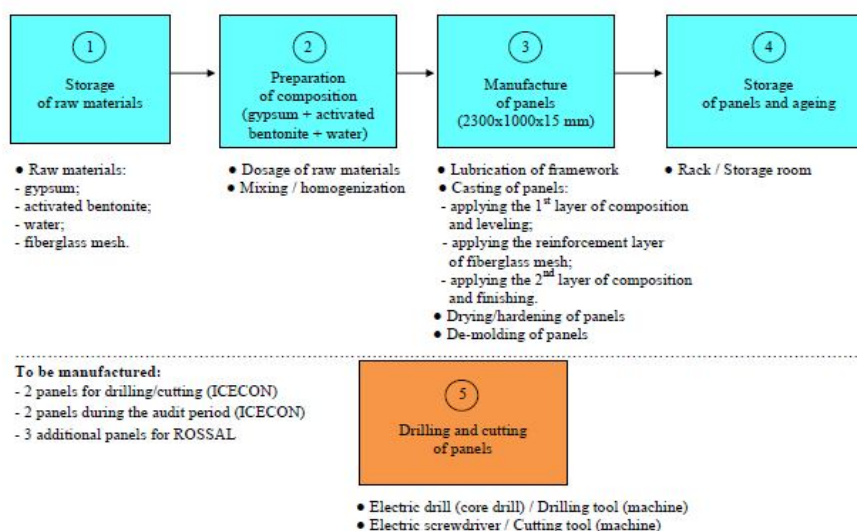 1
Storage
of raw materials
2
Preparation
of composition
(gypsum + activated
bentonite + water)
3
Manufacture
of panels
(2300x1000x15 mm)
4
Storage
of panels and ageing
● Raw materials:
- gypsum;
- activated bentonite;
- water;
- fiberglass mesh.
● Dosage of raw materials
● Mixing / homogenization
● Lubrication of framework
● Casting of panels:
- applying the 1st layer of composition
and leveling;
- applying the reinforcement layer
of fiberglass mesh;
- applying the 2nd layer of composition
and finishing.
● Drying/hardening of panels
● De-molding of panels
● Rack / Storage room
To be manufactured:
- 2 panels for drilling/cutting (ICECON)
- 2 panels during the audit period (ICECON)
- 3 additional panels for ROSSAL
5
Drilling and cutting
of panels
● Electric drill (core drill) / Drilling tool (machine)
● Electric screwdriver / Cutting tool (machine)